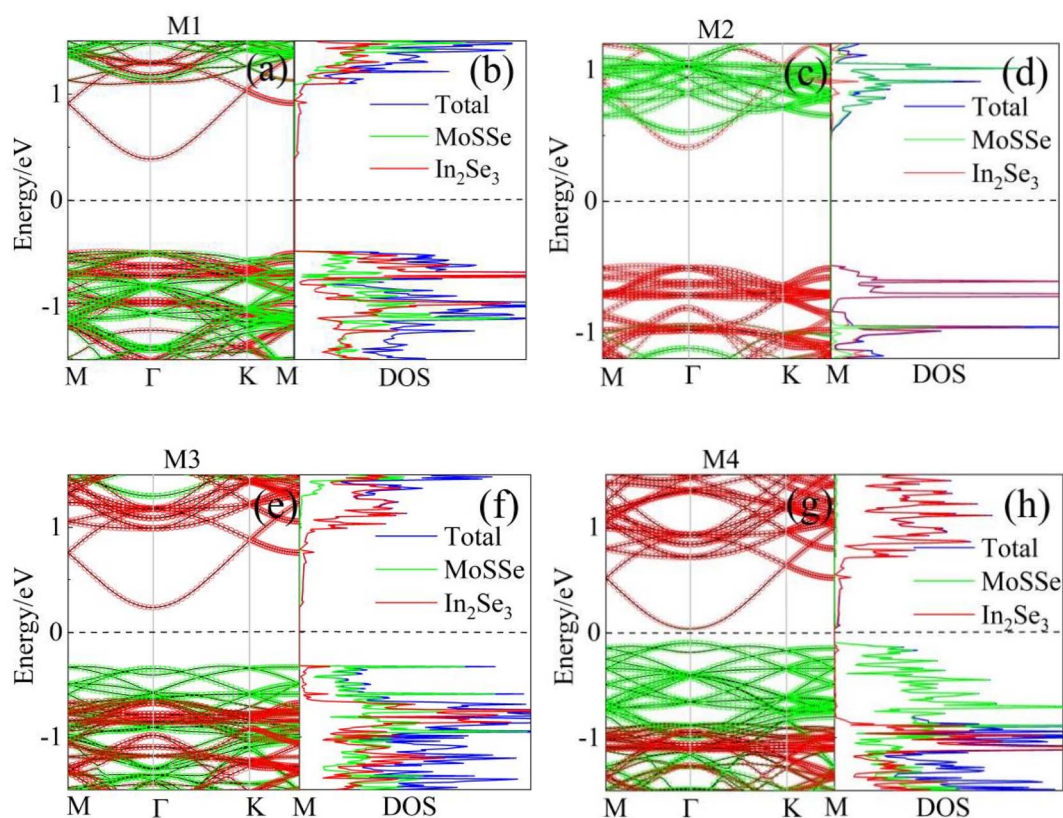 M1
(a)
(b)
Total
MoSSe
In₂Se₃
Energy/eV
1
0
-1
M Γ K M DOS
M2
(c)
(d)
Total
MoSSe
In₂Se₃
Energy/eV
1
0
-1
M Γ K M DOS
M3
(e)
(f)
Total
MoSSe
In₂Se₃
Energy/eV
1
0
-1
M Γ K M DOS
M4
(g)
(h)
Total
MoSSe
In₂Se₃
Energy/eV
1
0
-1
M Γ K M DOS